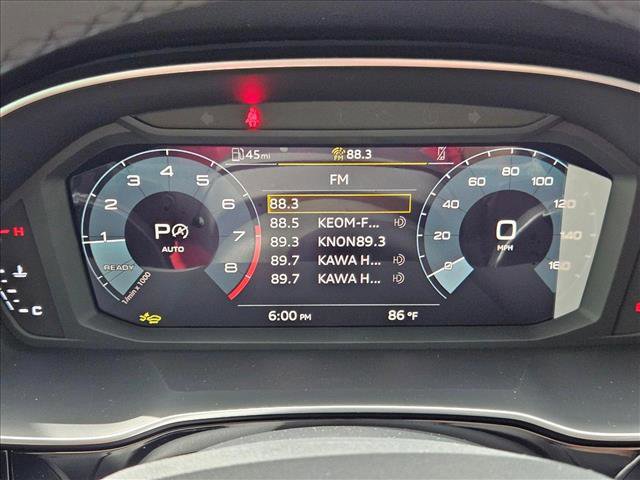 45mi FM 88.3
FM
88.3
88.5 KEOM-F...
89.3 KNON89.3
89.7 KAWA H...
89.7 KAWA H...
1 2 3 4 5 6 7 8
P A
AUTO
READY
1/min x 1000
0 20 40 60 80 100 120 140 160
0
MPH
H
C
6:00 PM 86 °F